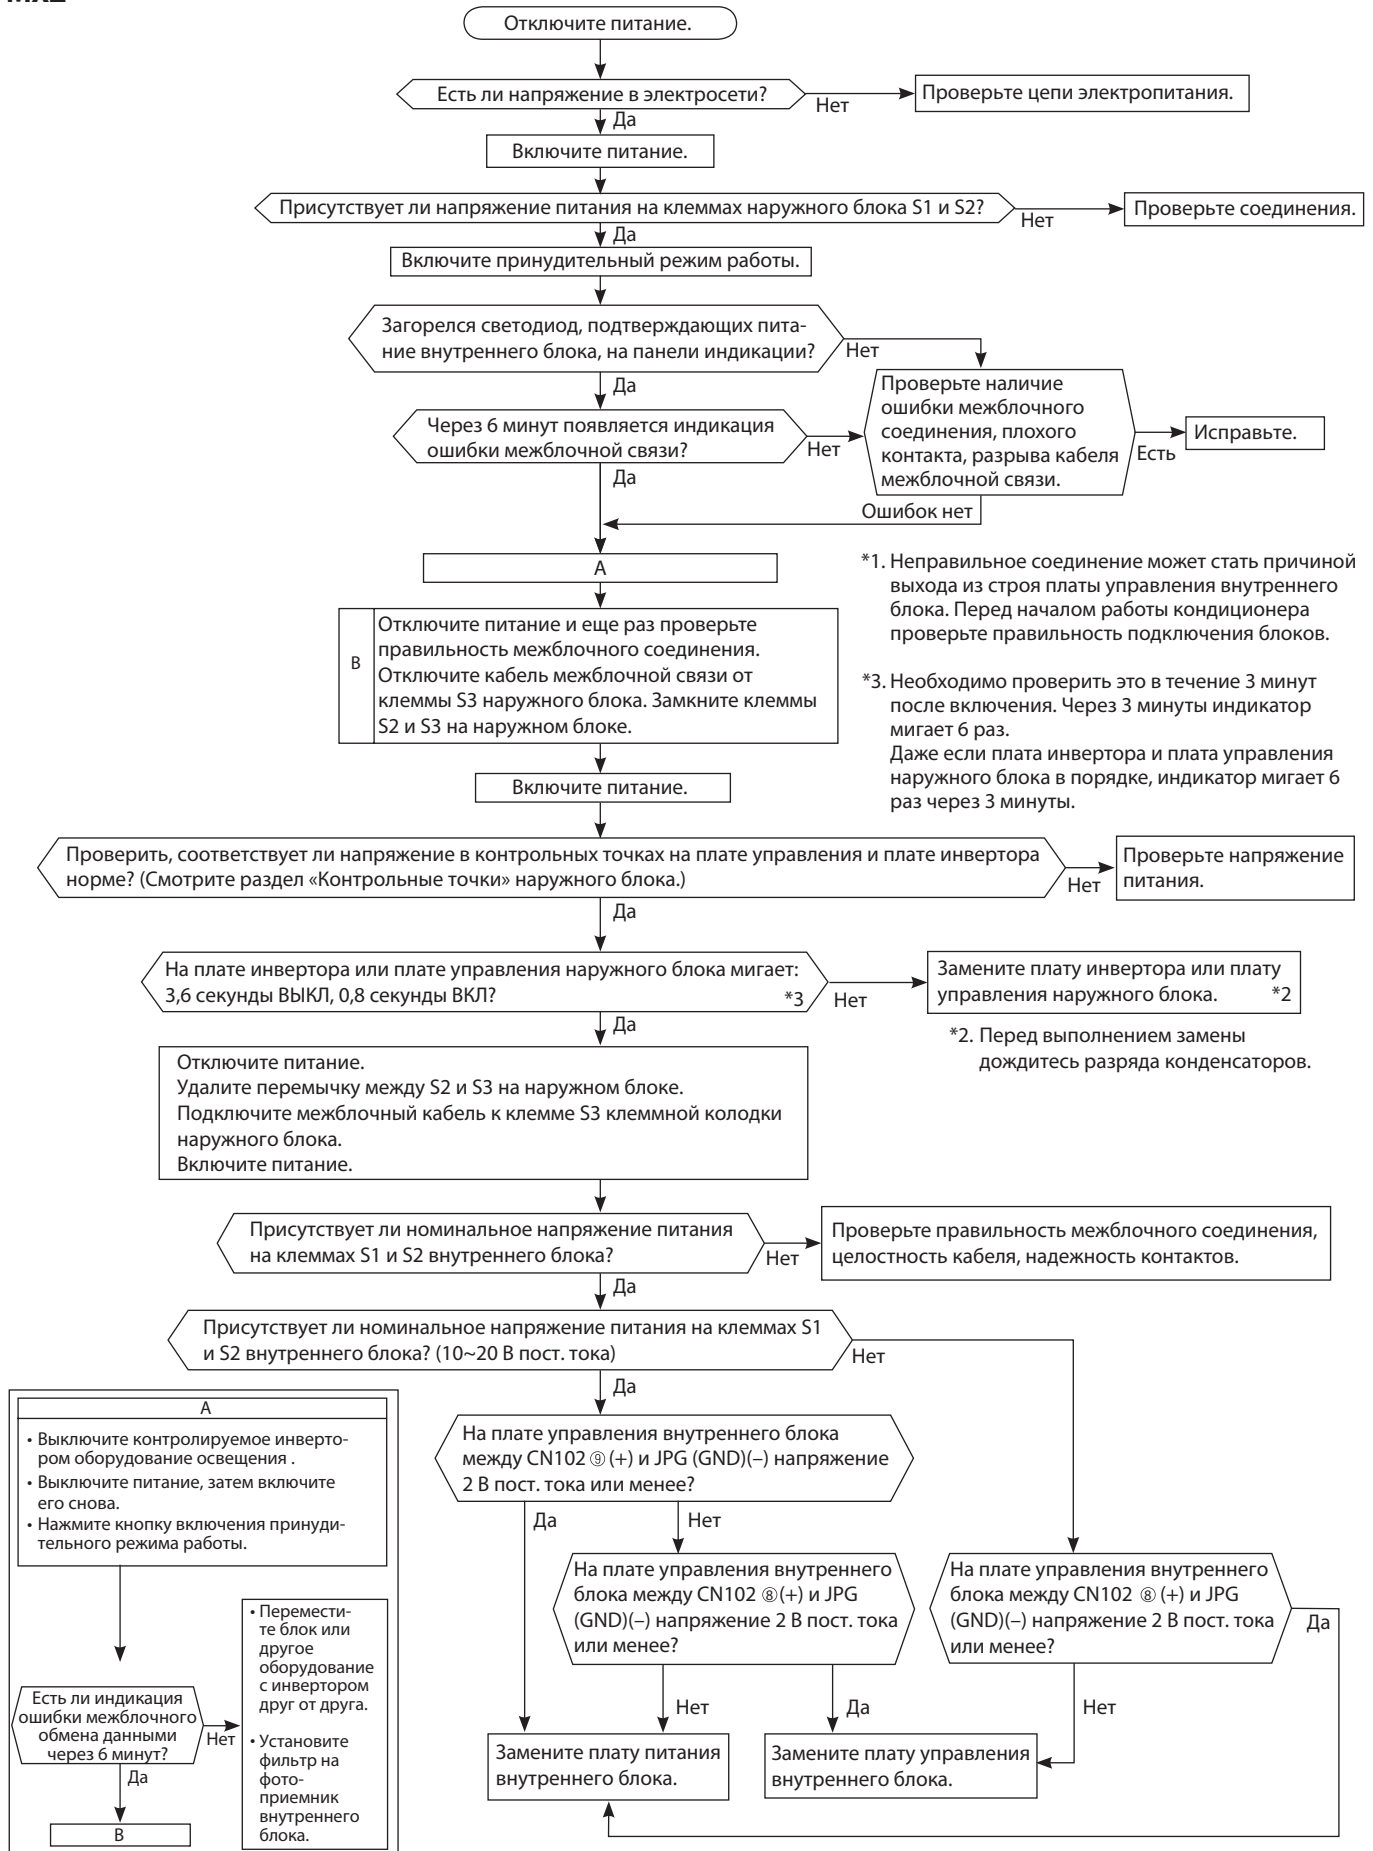 Отключите питание.
Есть ли напряжение в электросети?
Нет
Проверьте цепи электропитания.
Да
Включите питание.
Присутствует ли напряжение питания на клеммах наружного блока S1 и S2?
Нет
Проверьте соединения.
Да
Включите принудительный режим работы.
Загорелся светодиод, подтверждающих пита-
ние внутреннего блока, на панели индикации?
Нет
Да
Проверьте наличие
ошибки межблочного
соединения, плохого
контакта, разрыва кабеля
межблочной связи.
Через 6 минут появляется индикация
ошибки межблочной связи?
Нет
Есть
Исправьте.
Да
Ошибок нет
A
*1. Неправильное соединение может стать причиной
выхода из строя платы управления внутреннего
блока. Перед началом работы кондиционера
проверьте правильность подключения блоков.
B
Отключите питание и еще раз проверьте
правильность межблочного соединения.
Отключите кабель межблочной связи от
клеммы S3 наружного блока. Замкните клеммы
S2 и S3 на наружном блоке.
*3. Необходимо проверить это в течение 3 минут
после включения. Через 3 минуты индикатор
мигает 6 раз.
Даже если плата инвертора и плата управления
наружного блока в порядке, индикатор мигает 6
раз через 3 минуты.
Включите питание.
Проверить, соответствует ли напряжение в контрольных точках на плате управления и плате инвертора
норме? (Смотрите раздел «Контрольные точки» наружного блока.)
Нет
Проверьте напряжение
питания.
Да
На плате инвертора или плате управления наружного блока мигает:
3,6 секунды ВЫКЛ, 0,8 секунды ВКЛ? *3
Нет
Замените плату инвертора или плату
управления наружного блока. *2
Да
*2. Перед выполнением замены
дождитесь разряда конденсаторов.
Отключите питание.
Удалите перемычку между S2 и S3 на наружном блоке.
Подключите межблочный кабель к клемме S3 клеммной колодки
наружного блока.
Включите питание.
Присутствует ли номинальное напряжение питания
на клеммах S1 и S2 внутреннего блока?
Нет
Проверьте правильность межблочного соединения,
целостность кабеля, надежность контактов.
Да
Присутствует ли номинальное напряжение питания на клеммах S1
и S2 внутреннего блока? (10~20 В пост. тока)
Нет
Да
На плате управления внутреннего блока
между CN102 ⑨ (+) и JPG (GND)(–) напряжение
2 В пост. тока или менее?
Да
Нет
На плате управления внутреннего
блока между CN102 ⑧ (+) и JPG
(GND)(–) напряжение 2 В пост. тока
или менее?
На плате управления внутреннего
блока между CN102 ⑧ (+) и JPG
(GND)(–) напряжение 2 В пост. тока
или менее?
Да
Нет
Да
Нет
Замените плату питания
внутреннего блока.
Замените плату управления
внутреннего блока.
A
• Выключите контролируемое инверто-
ром оборудование освещения .
• Выключите питание, затем включите
его снова.
• Нажмите кнопку включения принуди-
тельного режима работы.
Есть ли индикация
ошибки межблочного
обмена данными
через 6 минут?
Нет
• Перемести-
те блок или
другое
оборудование
с инвертором
друг от друга.
• Установите
фильтр на
фото-
приемник
внутреннего
блока.
Да
B